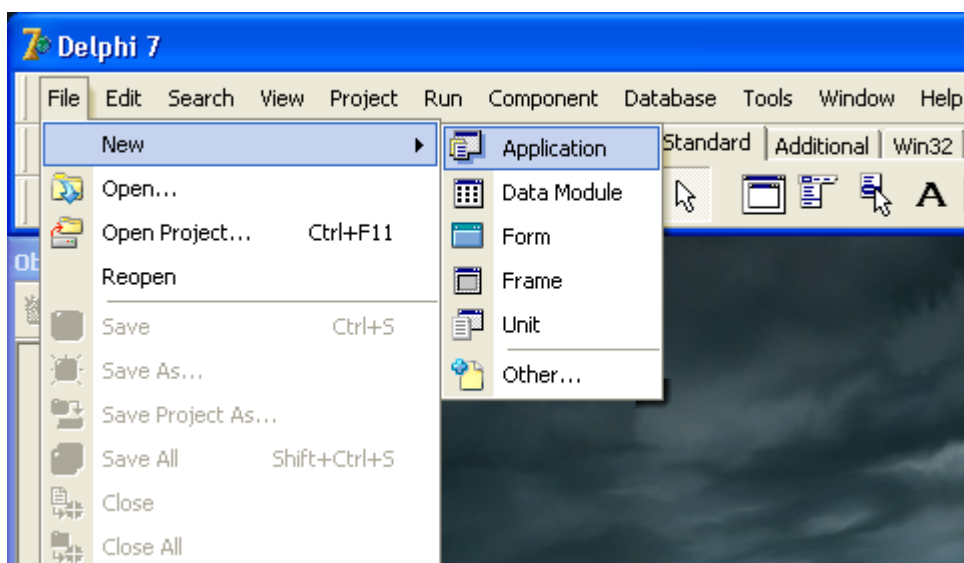 Delphi 7
File Edit Search View Project Run Component Database Tools Window Help
New Application Standard Additional Win32
Open... Data Module
Open Project... Ctrl+F11 Form
Reopen Frame
Save Ctrl+S Unit
Save As... Other...
Save Project As...
Save All Shift+Ctrl+S
Close
Close All